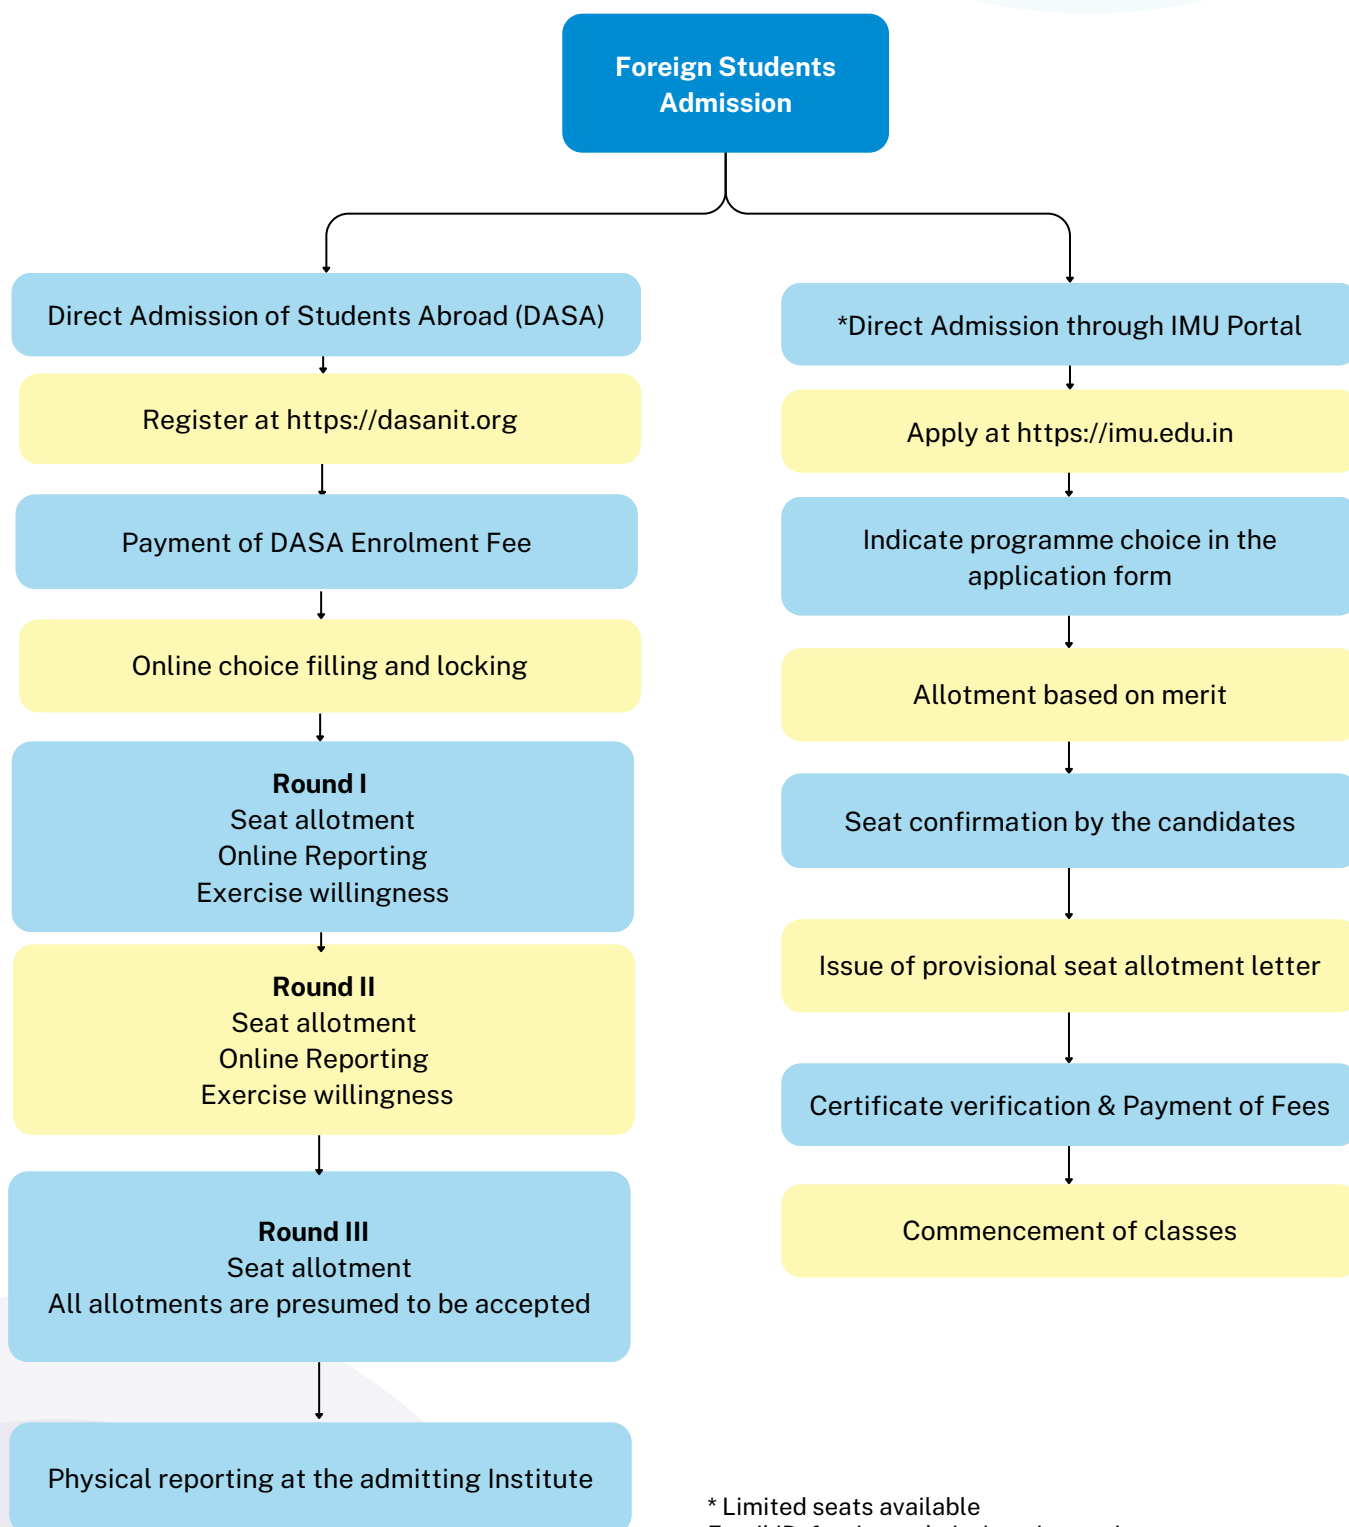 Foreign Students
Admission
Direct Admission of Students Abroad (DASA)
Register at https://dasanit.org
Payment of DASA Enrolment Fee
Online choice filling and locking
Round I
Seat allotment
Online Reporting
Exercise willingness
Round II
Seat allotment
Online Reporting
Exercise willingness
Round III
Seat allotment
All allotments are presumed to be accepted
Physical reporting at the admitting Institute
*Direct Admission through IMU Portal
Apply at https://imu.edu.in
Indicate programme choice in the
application form
Allotment based on merit
Seat confirmation by the candidates
Issue of provisional seat allotment letter
Certificate verification & Payment of Fees
Commencement of classes
* Limited seats available